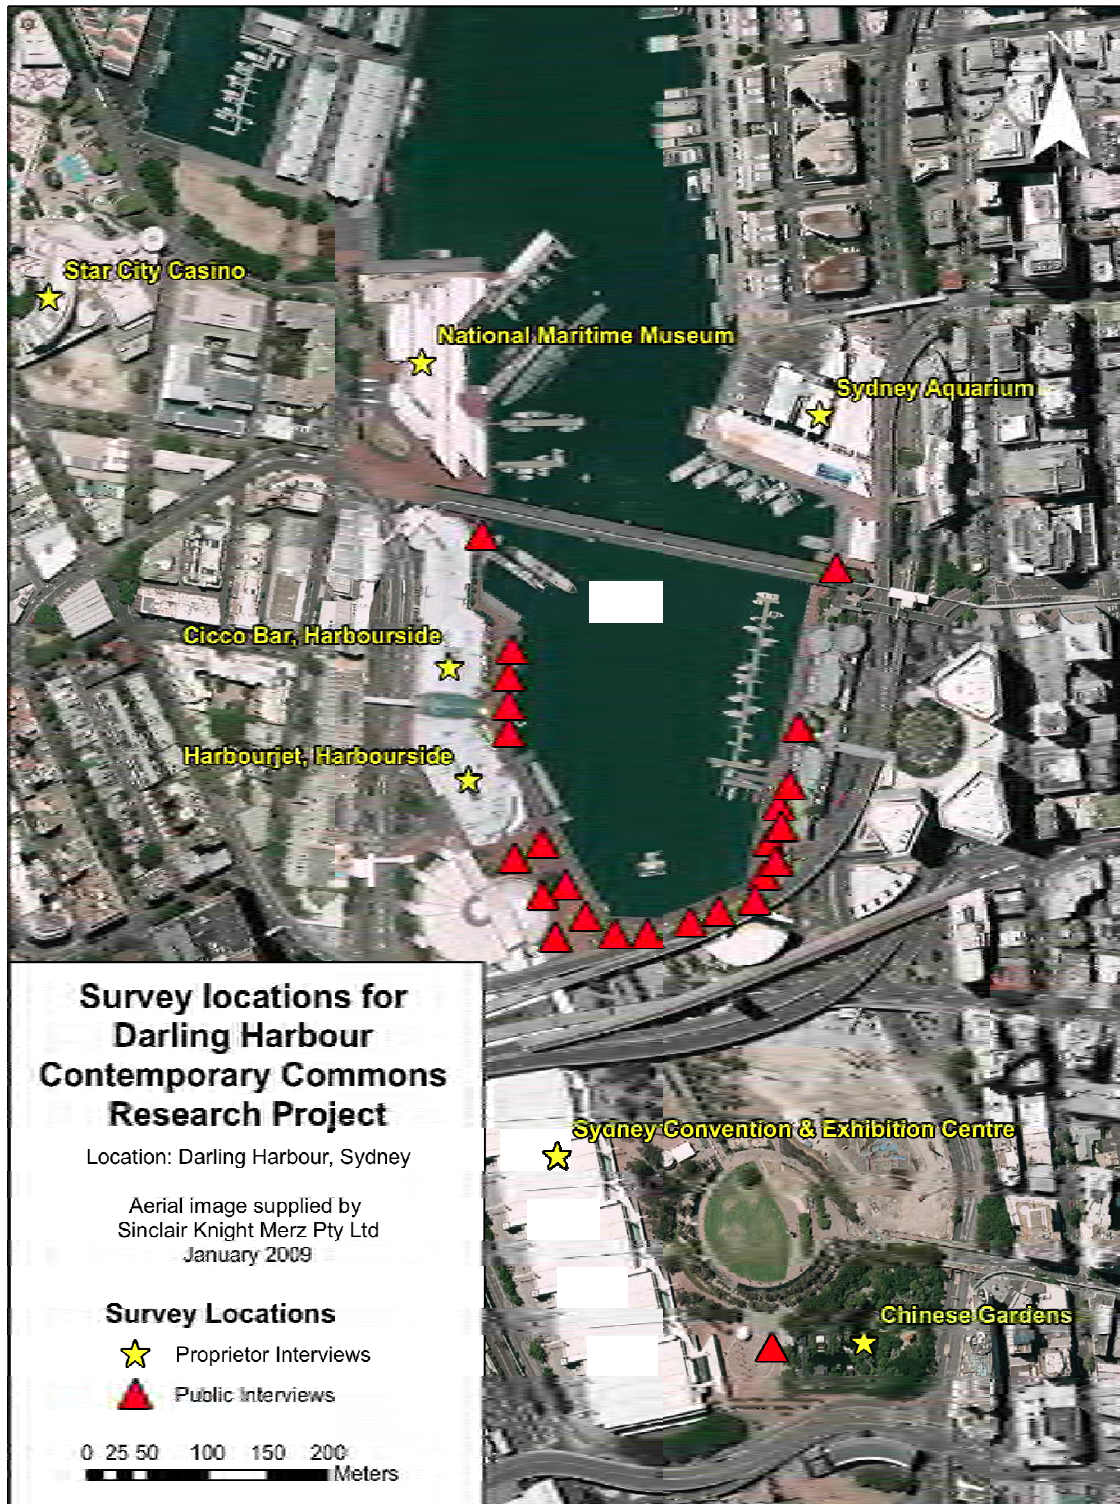 N
Star City Casino
National Maritime Museum
Sydney Aquarium
Cicco Bar, Harbourside
Harbourjet, Harbourside
Survey locations for
Darling Harbour
Contemporary Commons
Research Project
Location: Darling Harbour, Sydney
Aerial image supplied by
Sinclair Knight Merz Pty Ltd
January 2009
Survey Locations
Proprietor Interviews
Public Interviews
0 25 50 100 150 200
Meters
Sydney Convention & Exhibition Centre
Chinese Gardens